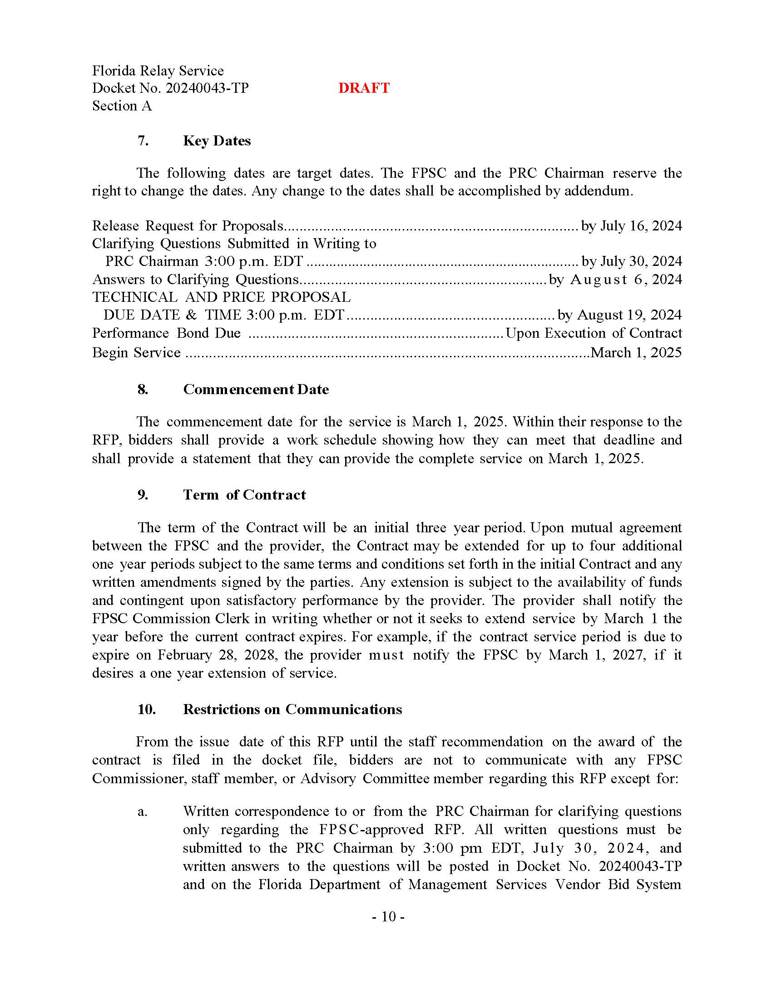 Florida Relay Service
Docket No. 20240043-TP DRAFT
Section A
7. Key Dates
The following dates are target dates. The FPSC and the PRC Chairman reserve the
right to change the dates. Any change to the dates shall be accomplished by addendum.
Release Request for Proposals...........................................................................by July 16, 2024
Clarifying Questions Submitted in Writing to
PRC Chairman 3:00 p.m. EDT.......................................................................by July 30, 2024
Answers to Clarifying Questions...............................................................by August 6, 2024
TECHNICAL AND PRICE PROPOSAL
DUE DATE & TIME 3:00 p.m. EDT.....................................................by August 19, 2024
Performance Bond Due .................................................................Upon Execution of Contract
Begin Service ......................................................................................................March 1, 2025
8. Commencement Date
The commencement date for the service is March 1, 2025. Within their response to the
RFP, bidders shall provide a work schedule showing how they can meet that deadline and
shall provide a statement that they can provide the complete service on March 1, 2025.
9. Term of Contract
The term of the Contract will be an initial three year period. Upon mutual agreement
between the FPSC and the provider, the Contract may be extended for up to four additional
one year periods subject to the same terms and conditions set forth in the initial Contract and any
written amendments signed by the parties. Any extension is subject to the availability of funds
and contingent upon satisfactory performance by the provider. The provider shall notify the
FPSC Commission Clerk in writing whether or not it seeks to extend service by March 1 the
year before the current contract expires. For example, if the contract service period is due to
expire on February 28, 2028, the provider must notify the FPSC by March 1, 2027, if it
desires a one year extension of service.
10. Restrictions on Communications
From the issue date of this RFP until the staff recommendation on the award of the
contract is filed in the docket file, bidders are not to communicate with any FPSC
Commissioner, staff member, or Advisory Committee member regarding this RFP except for:
a. Written correspondence to or from the PRC Chairman for clarifying questions
only regarding the FPSC-approved RFP. All written questions must be
submitted to the PRC Chairman by 3:00 pm EDT, July 30, 2024, and
written answers to the questions will be posted in Docket No. 20240043-TP
and on the Florida Department of Management Services Vendor Bid System
- 10 -